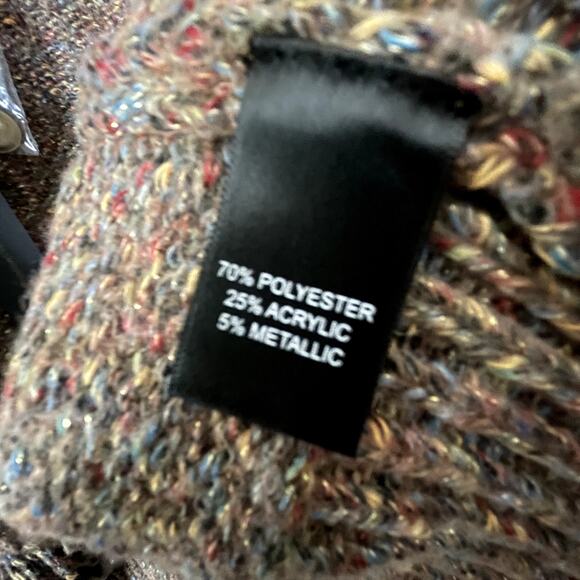 70% POLYESTER
25% ACRYLIC
5% METALLIC